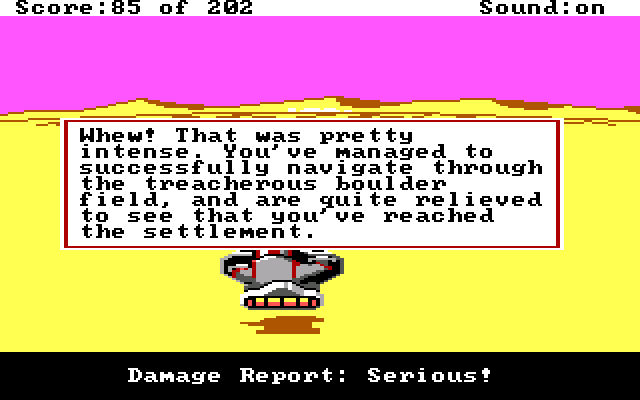 Score:85 of 202 Sound:on
Whew! That was pretty
intense. You've managed to
successfully navigate through
the treacherous boulder
field, and are quite relieved
to see that you've reached
the settlement.
Damage Report: Serious!